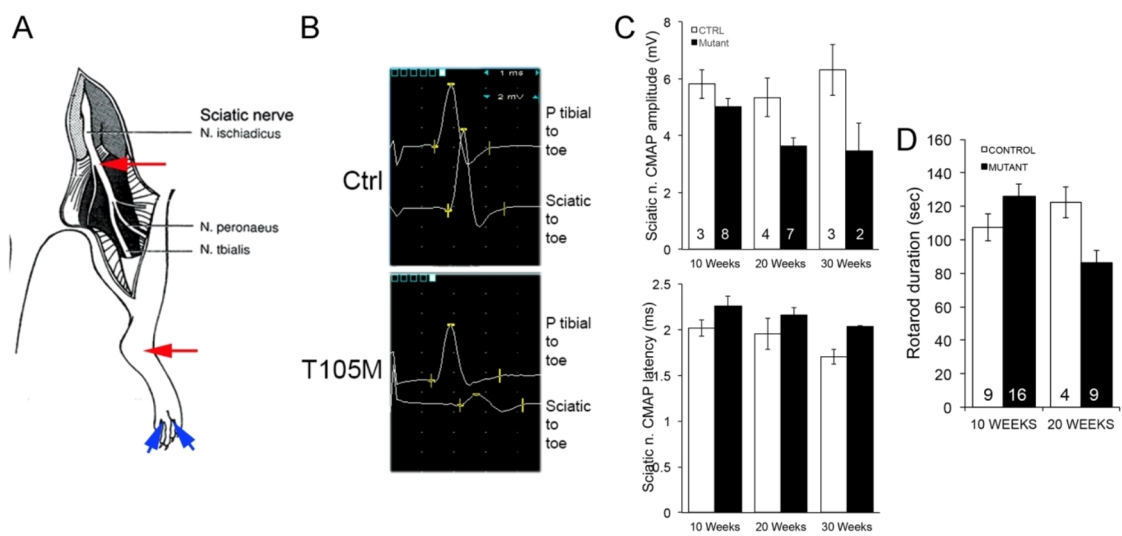 A
Sciatic nerve
N. ischiadicus
N. peronaeus
N. tbialis
B
Ctrl
1 ms
2 mV
P tibial
to
toe
Sciatic
to
toe
T105M
P tibial
to
toe
Sciatic
to
toe
C
Sciatic n. CMAP amplitude (mV)
8
6
4
2
0
CTRL
Mutant
3 8 4 7 3 2
10 Weeks 20 Weeks 30 Weeks
Sciatic n. CMAP latency (ms)
2.5
2
1.5
1
0.5
0
10 Weeks 20 Weeks 30 Weeks
D
Rotarod duration (sec)
160
140
120
100
80
60
40
20
0
CONTROL
MUTANT
9 16 4 9
10 WEEKS 20 WEEKS